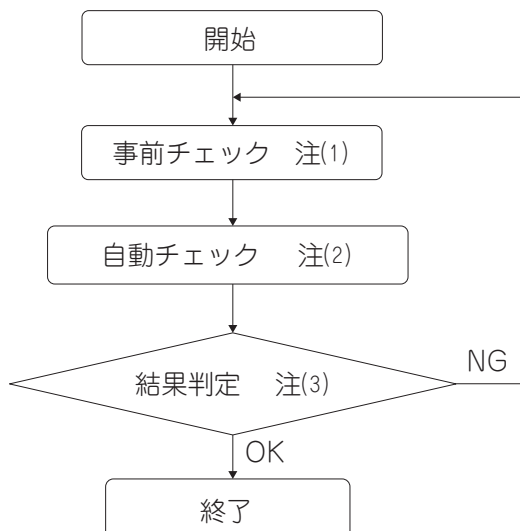 開始
事前チェック 注(1)
自動チェック 注(2)
結果判定 注(3)
NG
OK
終了